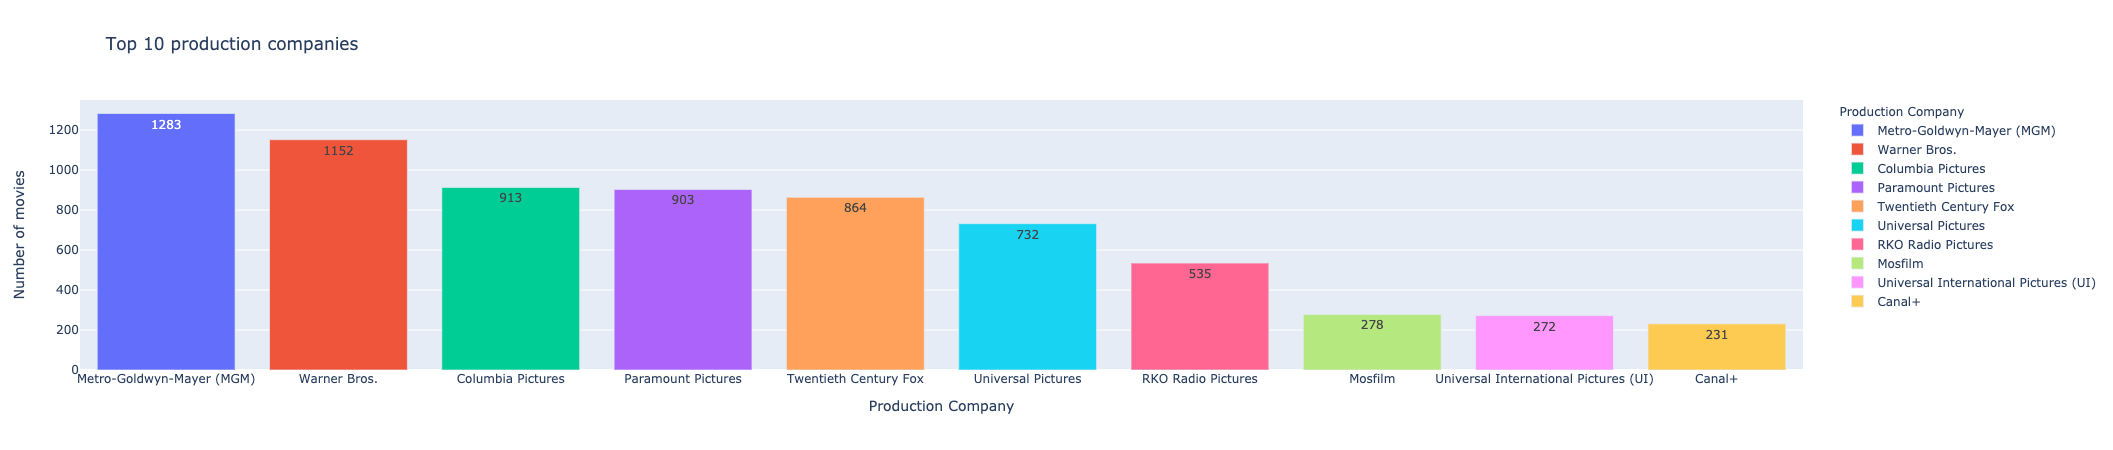 Top 10 production companies
Number of movies
1200
1000
800
600
400
200
0
1283
1152
913
903
864
732
535
278
272
231
Metro-Goldwyn-Mayer (MGM)
Warner Bros.
Columbia Pictures
Paramount Pictures
Twentieth Century Fox
Universal Pictures
RKO Radio Pictures
Mosfilm
Universal International Pictures (UI)
Canal+
Production Company
Production Company
Metro-Goldwyn-Mayer (MGM)
Warner Bros.
Columbia Pictures
Paramount Pictures
Twentieth Century Fox
Universal Pictures
RKO Radio Pictures
Mosfilm
Universal International Pictures (UI)
Canal+